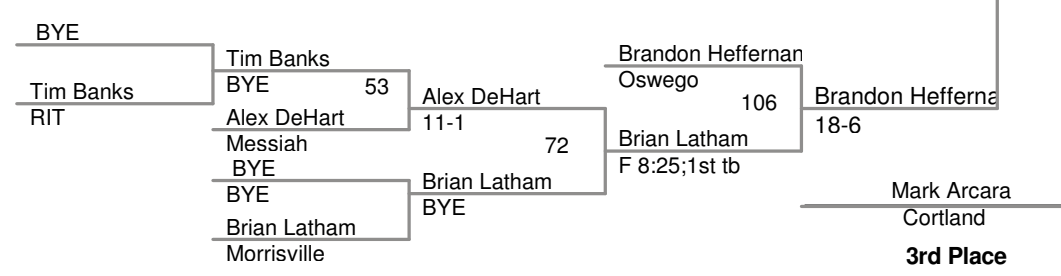 BYE
Tim Banks
RIT
Tim Banks
BYE
53
Alex DeHart
Messiah
BYE
BYE
Brian Latham
Morrisville
Alex DeHart
11-1
72
Brian Latham
BYE
Brandon Heffernan
Oswego
106
Brian Latham
F 8:25;1st tb
Brandon Hefferna
18-6
Mark Arcara
Cortland
3rd Place